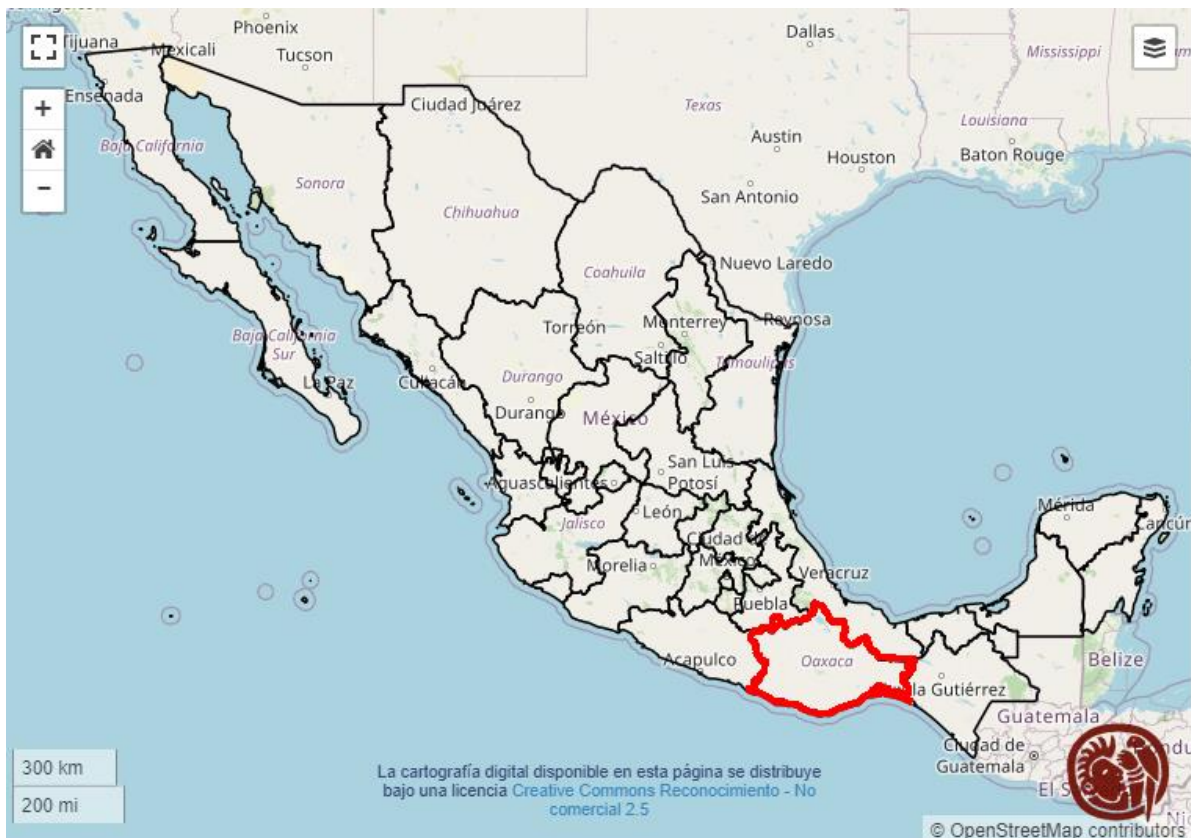 Phoenix
Dallas
Tijuana
Mexicali
Tucson
Mississippi
Ensenada
Ciudad Juárez
Texas
Louisiana
+
Baja California
Austin
Baton Rouge
Houston
−
Sonora
San Antonio
Chihuahua
Coahuila
Nuevo Laredo
Torreón
Monterrey
Reynosa
Baja California
Sur
Saltillo
Tamaulipas
La Paz
Culiacán
Durango
Durango
México
San Luis
Potosí
Aguascalientes
Mérida
León
Cancún
Jalisco
Ciudad de
México
Morelia
Veracruz
Puebla
Acapulco
Oaxaca
Belize
la Gutiérrez
Guatemala
Ciudad de
Guatemala
300 km
200 mi
La cartografía digital disponible en esta página se distribuye
bajo una licencia Creative Commons Reconocimiento - No
comercial 2.5
El S
© OpenStreetMap contributors